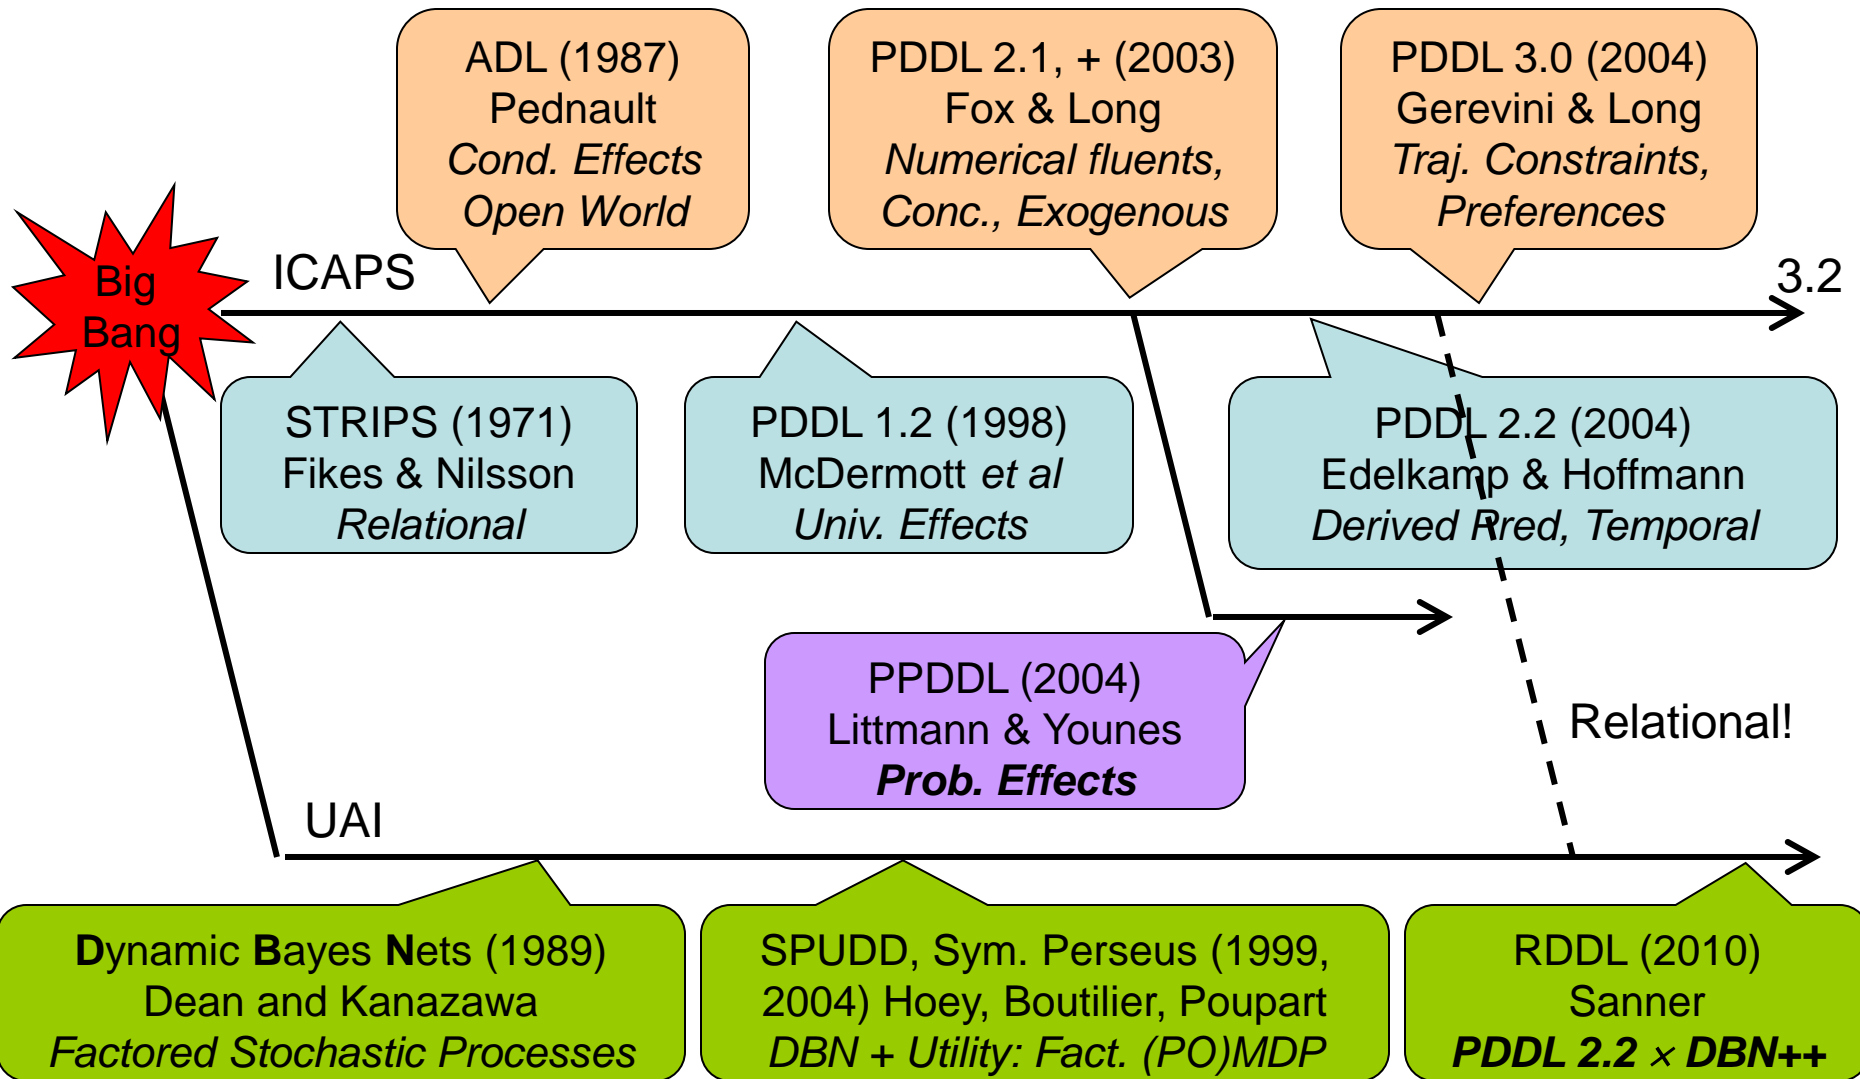 ADL (1987)
Pednault
Cond. Effects
Open World
PDDL 2.1, + (2003)
Fox & Long
Numerical fluents,
Conc., Exogenous
PDDL 3.0 (2004)
Gerevini & Long
Traj. Constraints,
Preferences
Big
Bang
ICAPS
3.2
STRIPS (1971)
Fikes & Nilsson
Relational
PDDL 1.2 (1998)
McDermott et al
Univ. Effects
PDDL 2.2 (2004)
Edelkamp & Hoffmann
Derived Pred, Temporal
PPDDL (2004)
Littmann & Younes
Prob. Effects
Relational!
UAI
Dynamic Bayes Nets (1989)
Dean and Kanazawa
Factored Stochastic Processes
SPUDD, Sym. Perseus (1999,
2004) Hoey, Boutilier, Poupart
DBN + Utility: Fact. (PO)MDP
RDDL (2010)
Sanner
PDDL 2.2 × DBN++